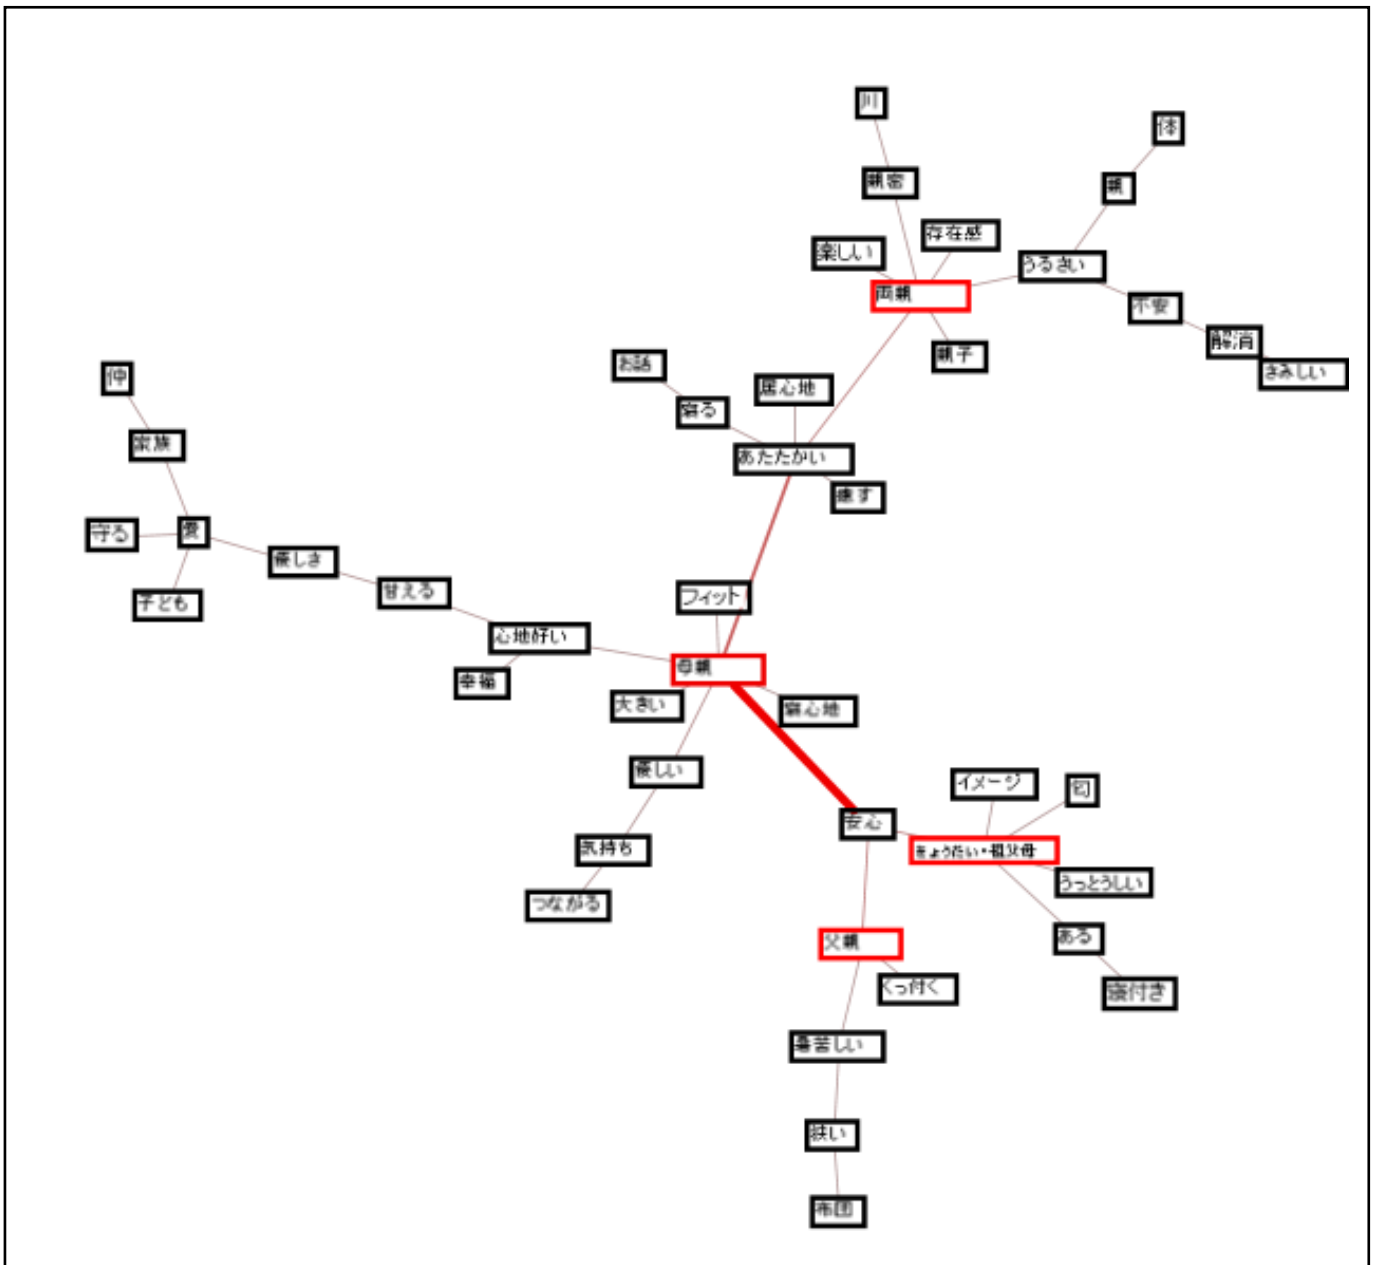 川
体
親密
親
存在感
楽しい
うるさい
両親
不安
解消
親子
さみしい
お話
仲
居心地
寝る
家族
あたたかい
癒す
守る
愛
優しさ
甘える
フィット
子ども
心地好い
母親
幸福
大きい
寝心地
優しい
イメージ
匂
安心
気持ち
きょうだい・祖父母
うっとうしい
つながる
ある
父親
くっ付く
寝付き
暑苦しい
狭い
布団